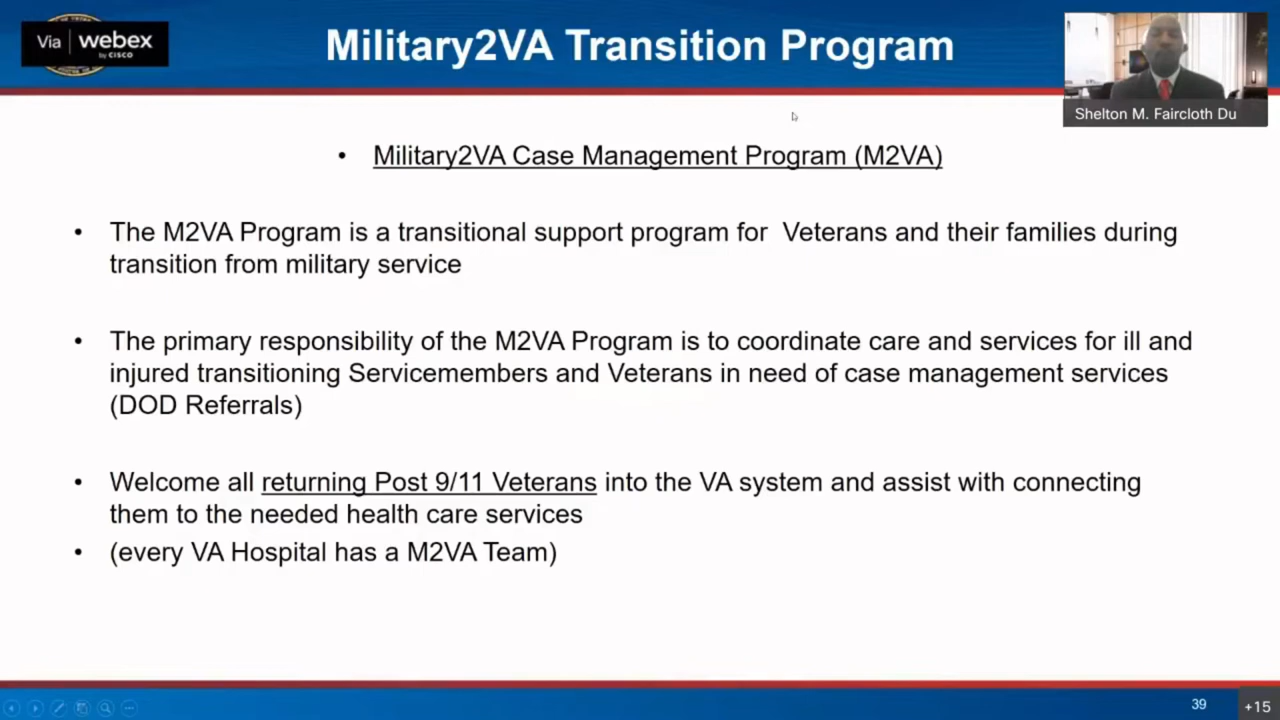 Via | webex
by CISCO
Military2VA Transition Program
Shelton M. Faircloth Du
• Military2VA Case Management Program (M2VA)
• The M2VA Program is a transitional support program for  Veterans and their families during
transition from military service
• The primary responsibility of the M2VA Program is to coordinate care and services for ill and
injured transitioning Servicemembers and Veterans in need of case management services
(DOD Referrals)
• Welcome all returning Post 9/11 Veterans into the VA system and assist with connecting
them to the needed health care services
• (every VA Hospital has a M2VA Team)
39
+15